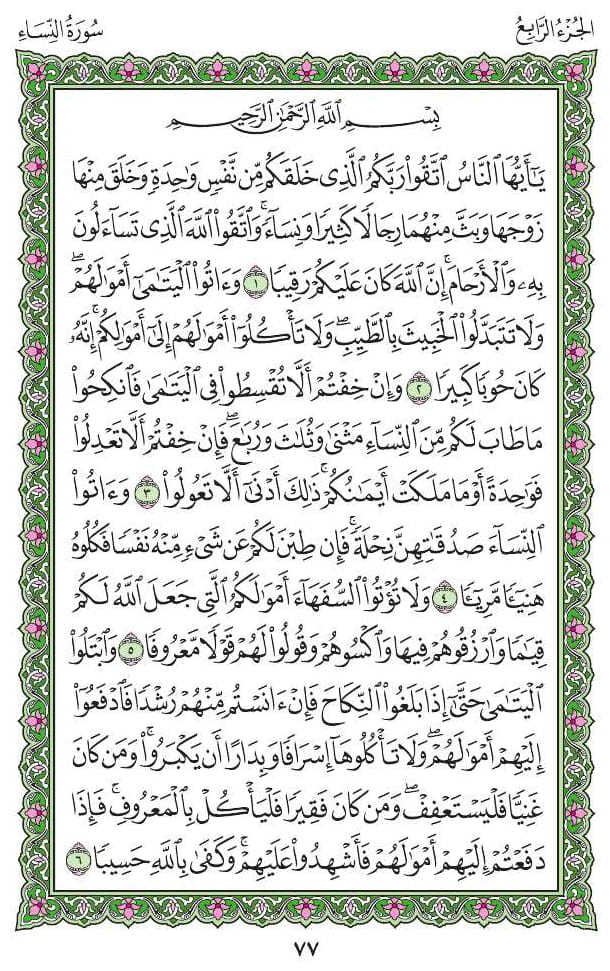 الجُزْءُ الرَّابِعُ
سُورَةُ النِّسَاءِ
بِسْمِ ٱللَّهِ ٱلرَّحْمَٰنِ ٱلرَّحِيمِ
يَٰٓأَيُّهَا ٱلنَّاسُ ٱتَّقُوا۟ رَبَّكُمُ ٱلَّذِى خَلَقَكُم مِّن نَّفْسٍ وَٰحِدَةٍ وَخَلَقَ مِنْهَا
زَوْجَهَا وَبَثَّ مِنْهُمَا رِجَالًا كَثِيرًا وَنِسَآءً ۚ وَٱتَّقُوا۟ ٱللَّهَ ٱلَّذِى تَسَآءَلُونَ
بِهِۦ وَٱلْأَرْحَامَ ۚ إِنَّ ٱللَّهَ كَانَ عَلَيْكُمْ رَقِيبًا ١ وَءَاتُوا۟ ٱلْيَتَٰمَىٰٓ أَمْوَٰلَهُمْ ۖ
وَلَا تَتَبَدَّلُوا۟ ٱلْخَبِيثَ بِٱلطَّيِّبِ ۖ وَلَا تَأْكُلُوٓا۟ أَمْوَٰلَهُمْ إِلَىٰٓ أَمْوَٰلِكُمْ ۚ إِنَّهُۥ
كَانَ حُوبًا كَبِيرًا ٢ وَإِنْ خِفْتُمْ أَلَّا تُقْسِطُوا۟ فِى ٱلْيَتَٰمَىٰ فَٱنكِحُوا۟
مَا طَابَ لَكُم مِّنَ ٱلنِّسَآءِ مَثْنَىٰ وَثُلَٰثَ وَرُبَٰعَ ۖ فَإِنْ خِفْتُمْ أَلَّا تَعْدِلُوا۟
فَوَٰحِدَةً أَوْ مَا مَلَكَتْ أَيْمَٰنُكُمْ ۚ ذَٰلِكَ أَدْنَىٰٓ أَلَّا تَعُولُوا۟ ٣ وَءَاتُوا۟
ٱلنِّسَآءَ صَدُقَٰتِهِنَّ نِحْلَةً ۚ فَإِن طِبْنَ لَكُمْ عَن شَىْءٍ مِّنْهُ نَفْسًا فَكُلُوهُ
هَنِيٓـًٔا مَّرِيٓـًٔا ٤ وَلَا تُؤْتُوا۟ ٱلسُّفَهَآءَ أَمْوَٰلَكُمُ ٱلَّتِى جَعَلَ ٱللَّهُ لَكُمْ
قِيَٰمًا وَٱرْزُقُوهُمْ فِيهَا وَٱكْسُوهُمْ وَقُولُوا۟ لَهُمْ قَوْلًا مَّعْرُوفًا ٥ وَٱبْتَلُوا۟
ٱلْيَتَٰمَىٰ حَتَّىٰٓ إِذَا بَلَغُوا۟ ٱلنِّكَاحَ فَإِنْ ءَانَسْتُم مِّنْهُمْ رُشْدًا فَٱدْفَعُوٓا۟
إِلَيْهِمْ أَمْوَٰلَهُمْ ۖ وَلَا تَأْكُلُوهَآ إِسْرَافًا وَبِدَارًا أَن يَكْبَرُوا۟ ۚ وَمَن كَانَ
غَنِيًّا فَلْيَسْتَعْفِفْ ۖ وَمَن كَانَ فَقِيرًا فَلْيَأْكُلْ بِٱلْمَعْرُوفِ ۚ فَإِذَا
دَفَعْتُمْ إِلَيْهِمْ أَمْوَٰلَهُمْ فَأَشْهِدُوا۟ عَلَيْهِمْ ۚ وَكَفَىٰ بِٱللَّهِ حَسِيبًا ٦
٧٧